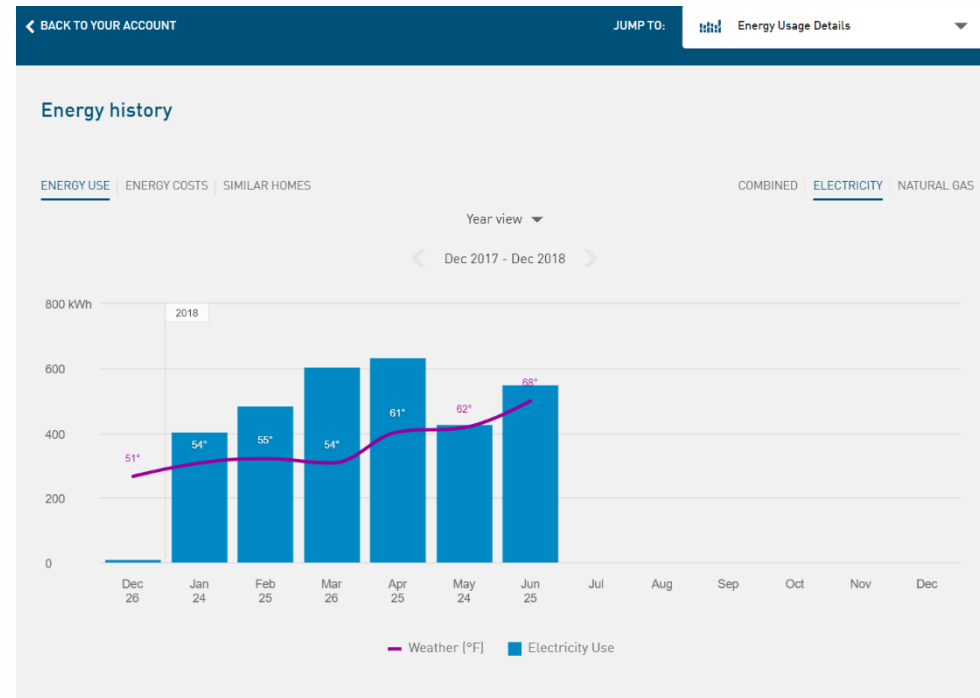 BACK TO YOUR ACCOUNT
JUMP TO:
Energy Usage Details
Energy history
ENERGY USE
ENERGY COSTS
SIMILAR HOMES
COMBINED
ELECTRICITY
NATURAL GAS
Year view
Dec 2017 - Dec 2018
800 kWh
2018
600
68°
61°
62°
400
54°
55°
54°
51°
200
0
Dec Jan Feb Mar Apr May Jun Jul Aug Sep Oct Nov Dec
26 24 25 26 25 24 25
Weather (°F) Electricity Use